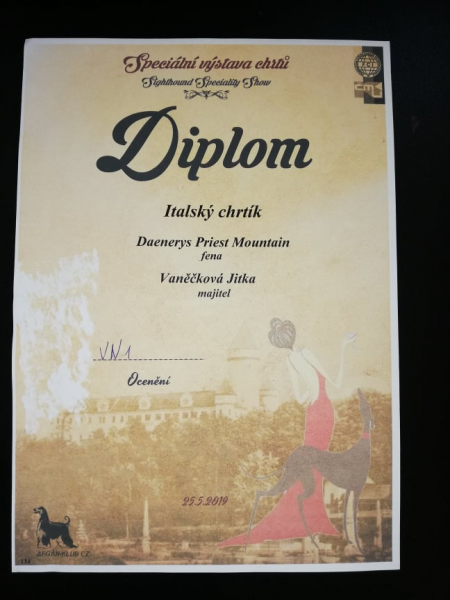 Speciální výstava chrtů
Sighthound Speciality Show
F.C.I.
Diplom
Italský chrtík
Daenerys Priest Mountain
fena
Vaněčková Jitka
majitel
VN1
Ocenění
25.5.2019
AFGAN-KLUB CZ